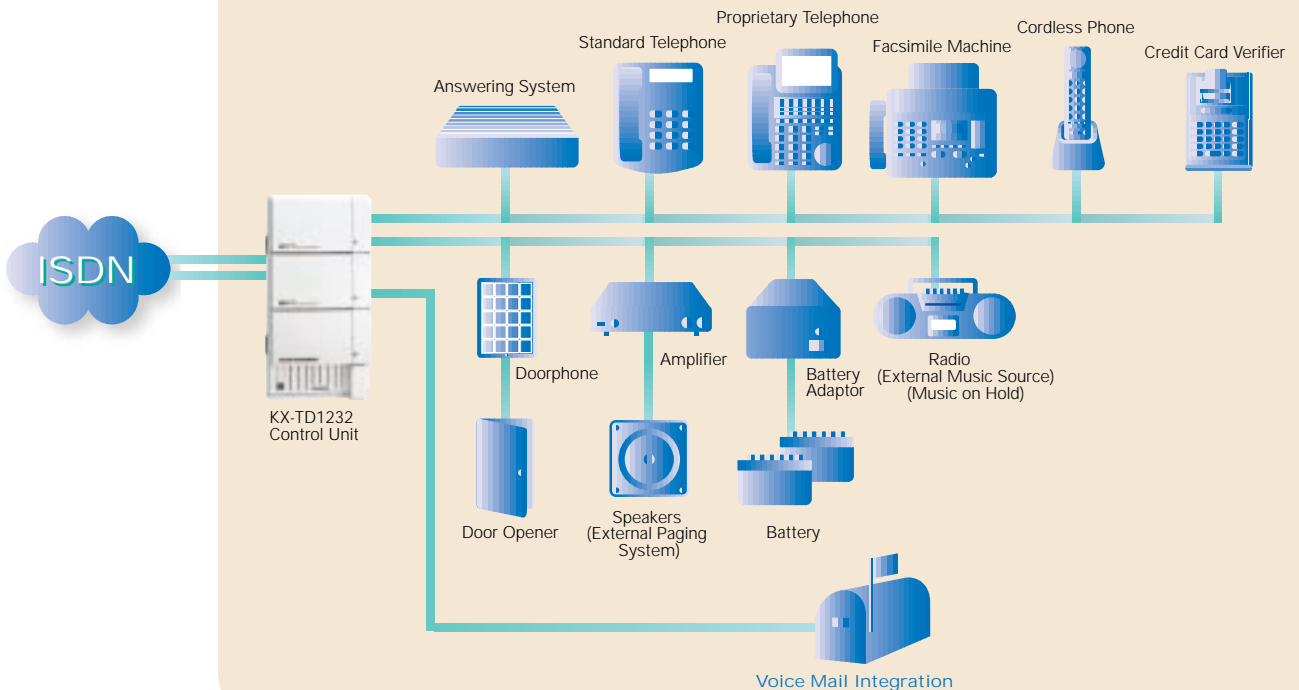 Proprietary Telephone
Standard Telephone
Facsimile Machine
Cordless Phone
Credit Card Verifier
Answering System
ISDN
KX-TD1232
Control Unit
Doorphone
Amplifier
Battery
Adaptor
Radio
(External Music Source)
(Music on Hold)
Door Opener
Speakers
(External Paging
System)
Battery
Voice Mail Integration